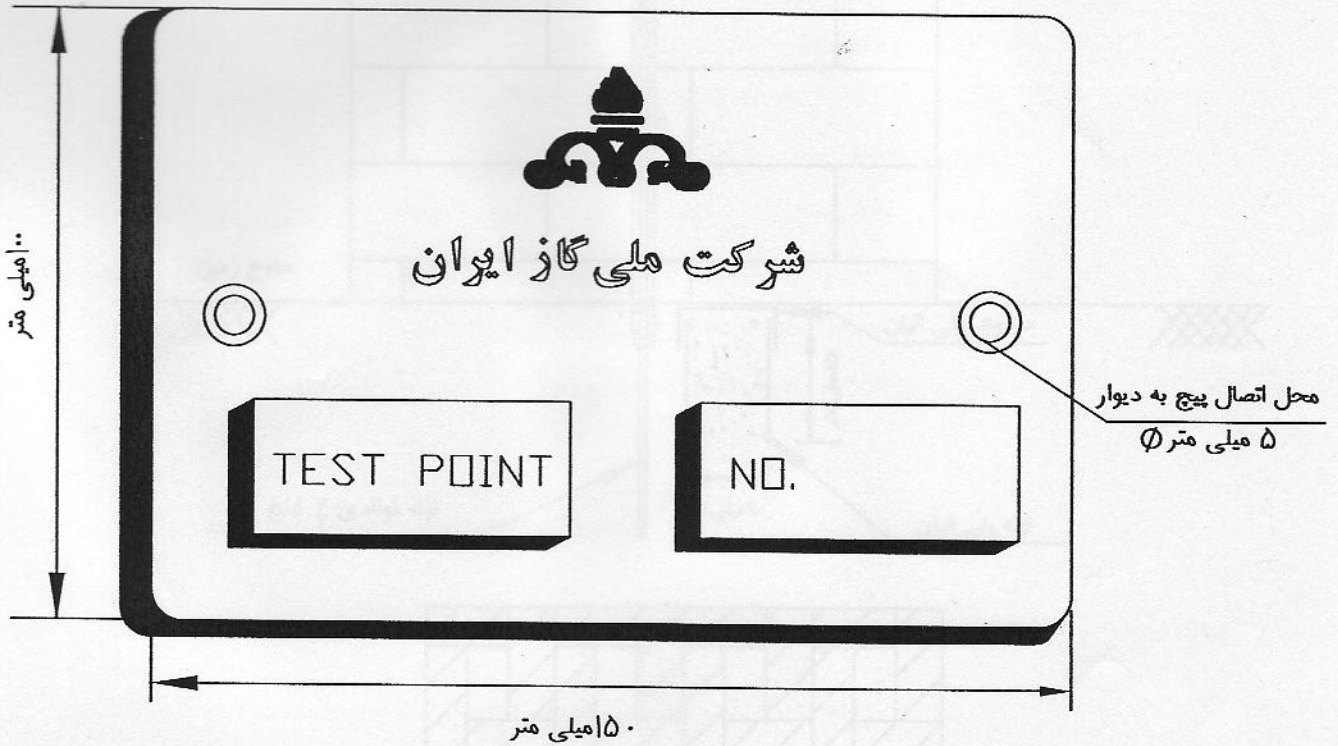 شرکت ملی گاز ایران
TEST POINT
NO.
۱۰۰ میلی متر
محل اتصال پیچ به دیوار
۵ میلی متر Ø
۱۵۰ میلی متر